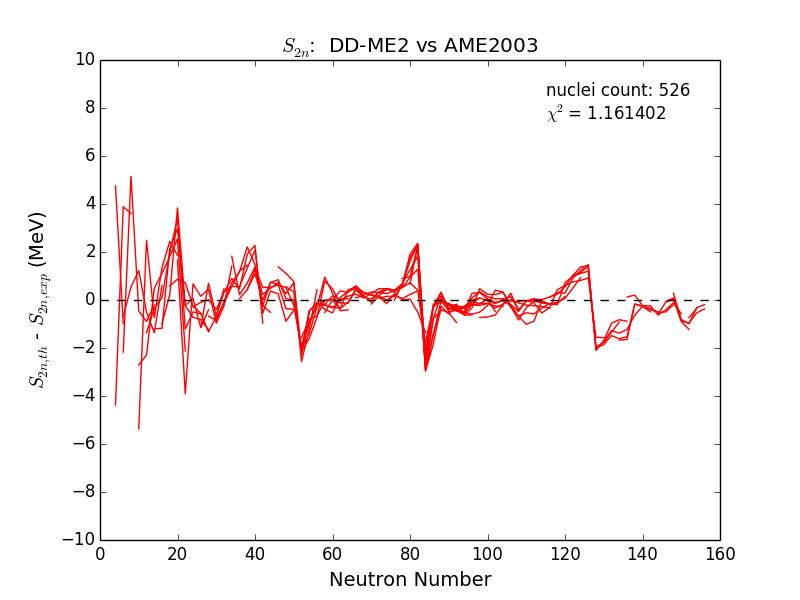 S₂ₙ: DD-ME2 vs AME2003
nuclei count: 526
χ² = 1.161402
S₂ₙ,ₜₕ - S₂ₙ,ₑₓₚ (MeV)
10
8
6
4
2
0
−2
−4
−6
−8
−10
0 20 40 60 80 100 120 140 160
Neutron Number